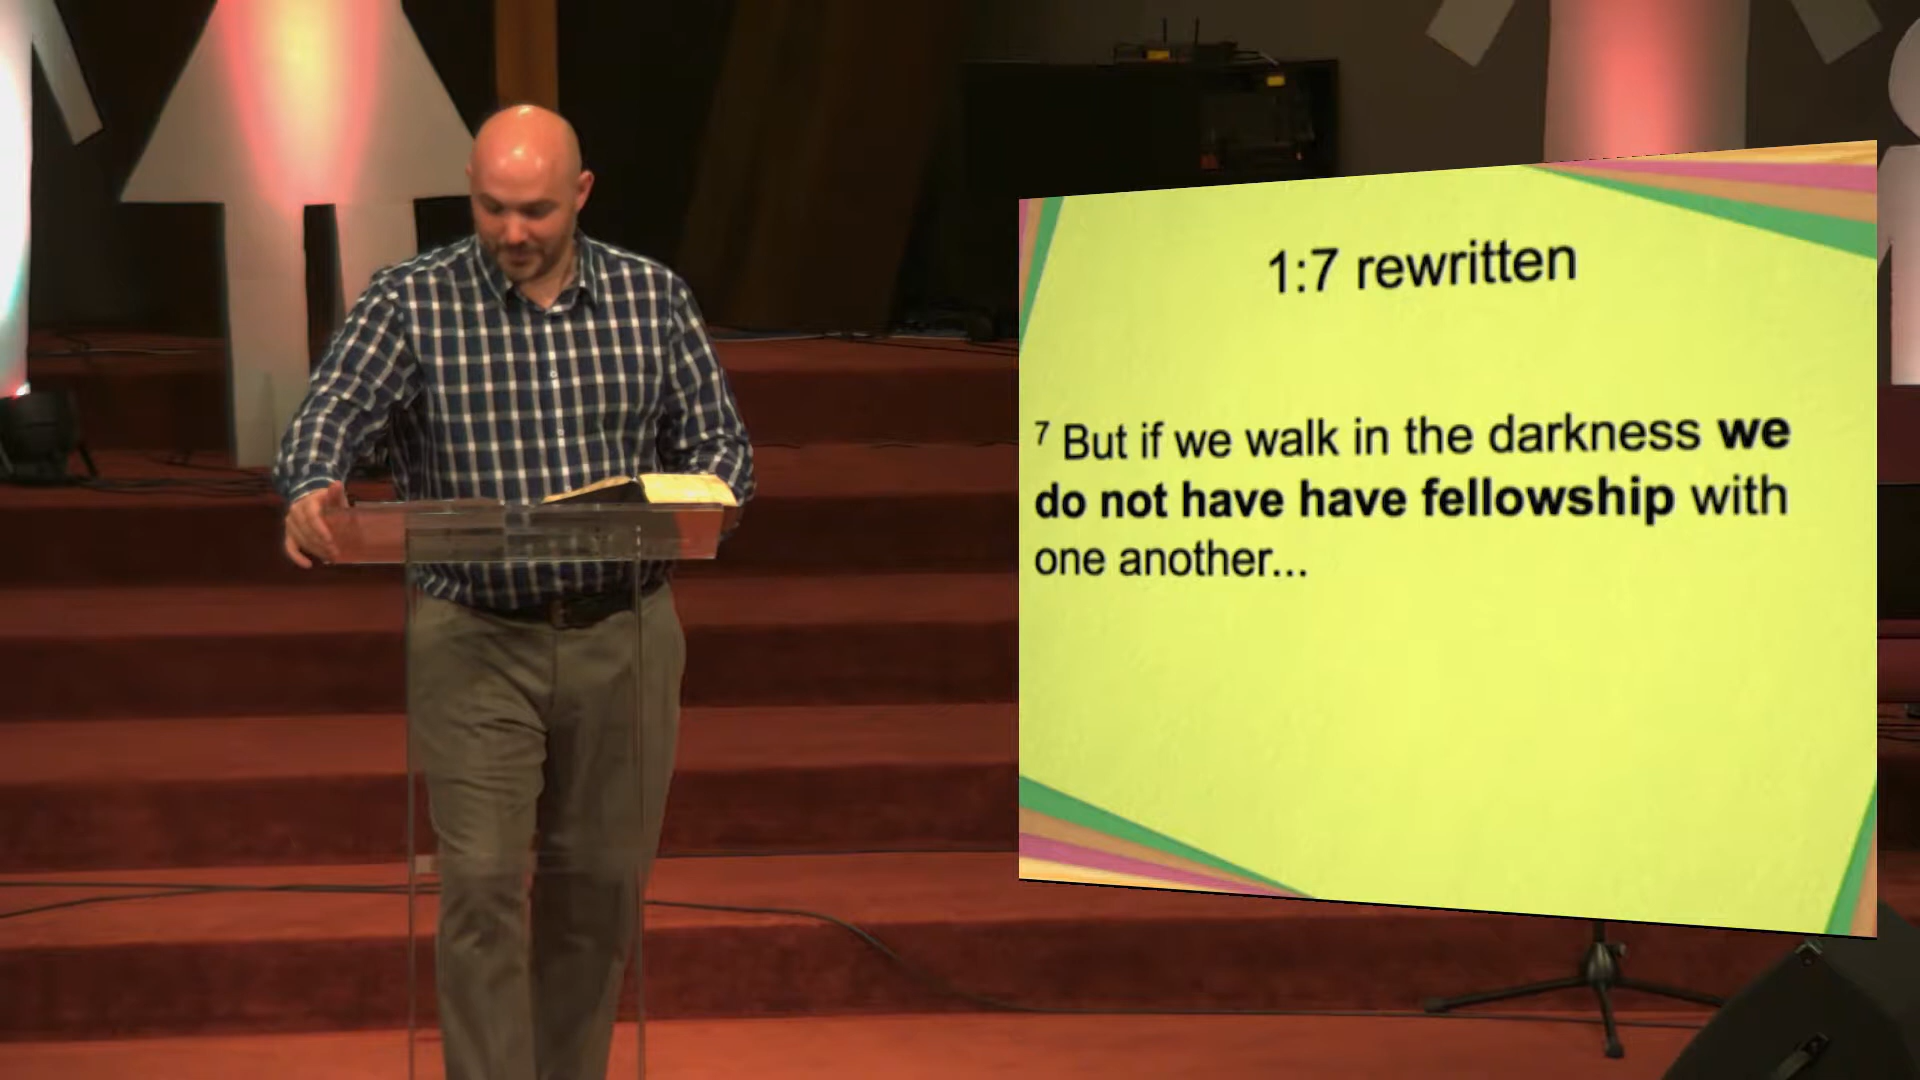 1:7 rewritten
7 But if we walk in the darkness we
do not have have fellowship with
one another...